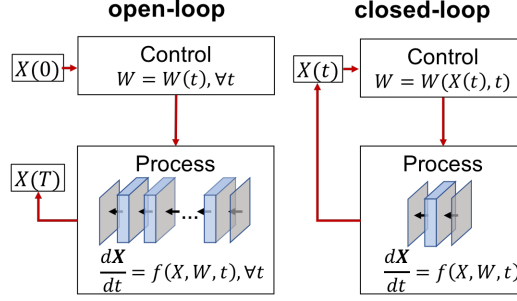 open-loop
X(0)
Control
W = W(t), ∀t
X(T)
Process
...
dX/dt = f(X, W, t), ∀t
closed-loop
X(t)
Control
W = W(X(t), t)
Process
dX/dt = f(X, W, t)